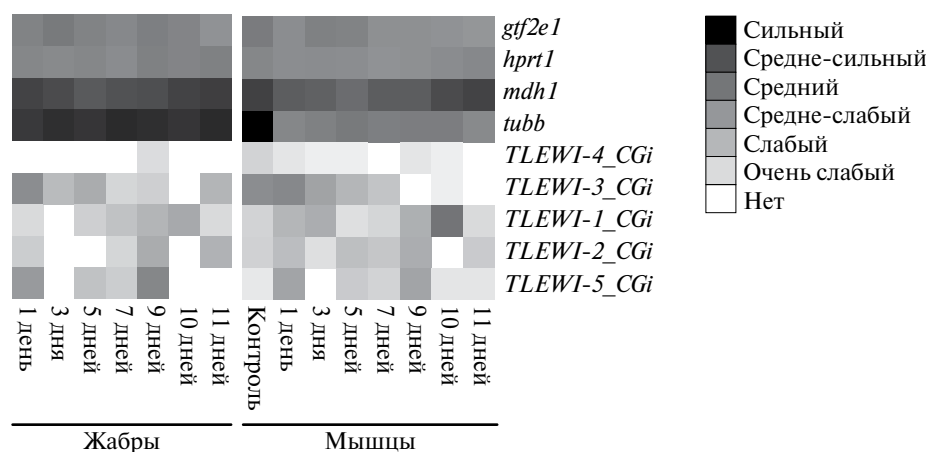 gtf2e1
hprt1
mdh1
tubb
TLEWI-4_CGi
TLEWI-3_CGi
TLEWI-1_CGi
TLEWI-2_CGi
TLEWI-5_CGi
Сильный
Средне-сильный
Средний
Средне-слабый
Слабый
Очень слабый
Нет
1 день
3 дня
5 дней
7 дней
9 дней
10 дней
11 дней
Контроль
1 день
3 дня
5 дней
7 дней
9 дней
10 дней
11 дней
Жабры
Мышцы